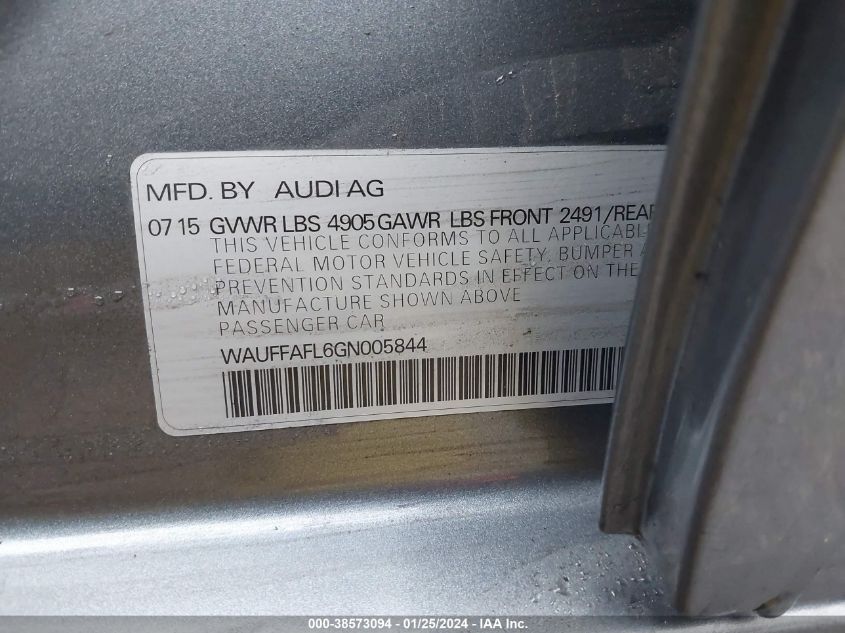 MFD. BY AUDI AG
07 15 GVWR LBS 4905 GAWR LBS FRONT 2491/REAR
THIS VEHICLE CONFORMS TO ALL APPLICABLE
FEDERAL MOTOR VEHICLE SAFETY, BUMPER
PREVENTION STANDARDS IN EFFECT ON THE
MANUFACTURE SHOWN ABOVE
PASSENGER CAR
WAUFFAFL6GN005844
000-38573094 - 01/25/2024 - IAA Inc.